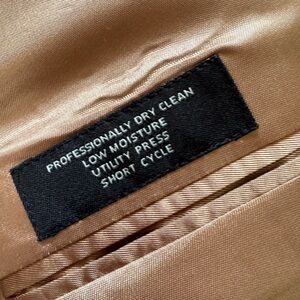 PROFESSIONALLY DRY CLEAN
LOW MOISTURE
UTILITY PRESS
SHORT CYCLE